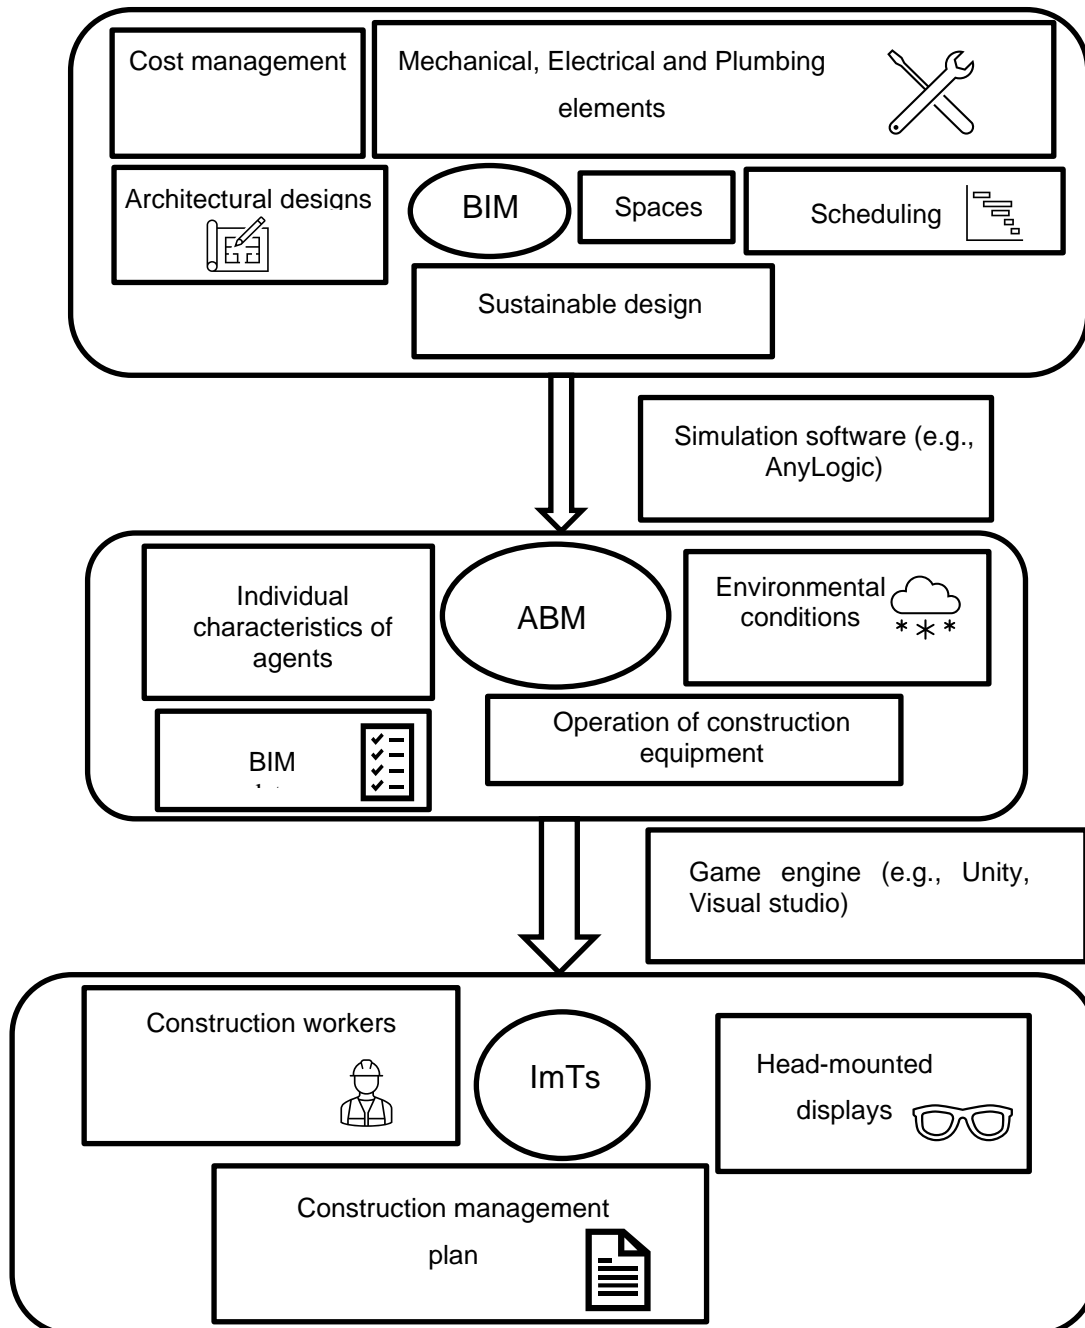 Cost management
Mechanical, Electrical and Plumbing
elements
Architectural designs
BIM
Spaces
Scheduling
Sustainable design
Simulation software (e.g.,
AnyLogic)
Individual
characteristics of
agents
ABM
Environmental
conditions
BIM
Operation of construction
equipment
Game engine (e.g., Unity,
Visual studio)
Construction workers
ImTs
Head-mounted
displays
Construction management
plan